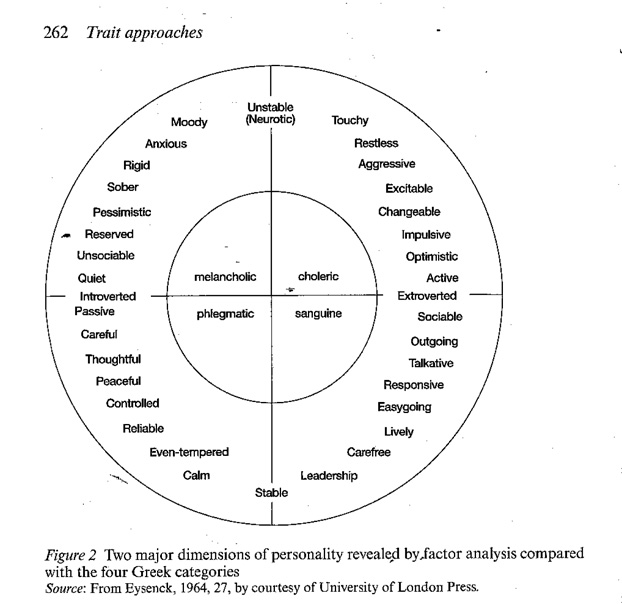 262 Trait approaches
Unstable
(Neurotic)
Moody
Touchy
Anxious
Restless
Rigid
Aggressive
Sober
Excitable
Pessimistic
Changeable
Reserved
Impulsive
Unsociable
Optimistic
Quiet
melancholic
choleric
Active
Introverted
Extroverted
Passive
phlegmatic
sanguine
Sociable
Careful
Outgoing
Thoughtful
Talkative
Peaceful
Responsive
Controlled
Easygoing
Reliable
Lively
Even-tempered
Carefree
Calm
Leadership
Stable
Figure 2 Two major dimensions of personality revealed by factor analysis compared
with the four Greek categories
Source: From Eysenck, 1964, 27, by courtesy of University of London Press.